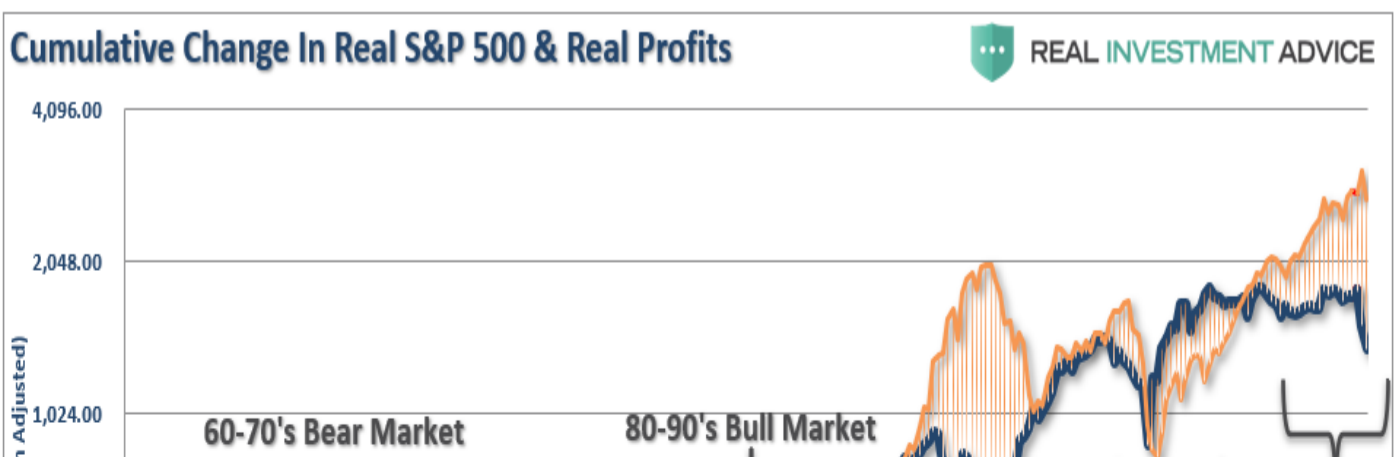 Cumulative Change In Real S&P 500 & Real Profits
REAL INVESTMENT ADVICE
4,096.00
2,048.00
1,024.00
Adjusted)
60-70's Bear Market
80-90's Bull Market